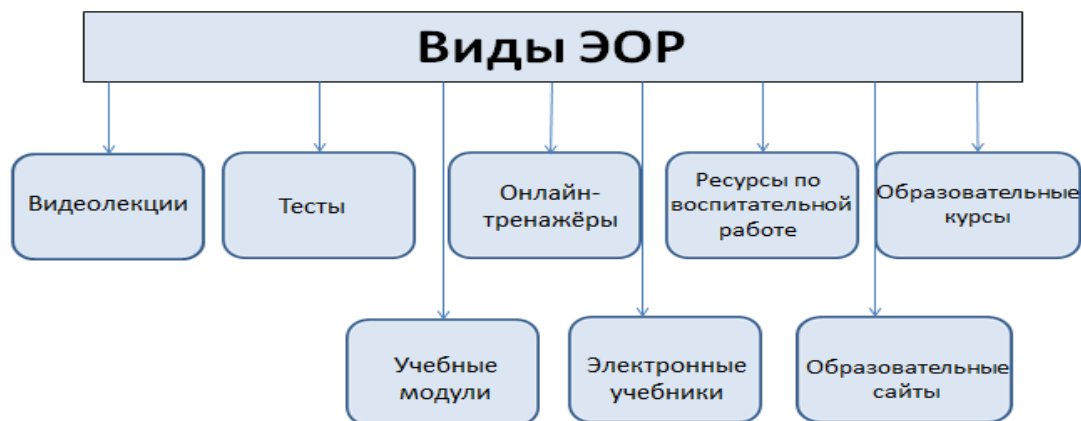 Виды ЭОР
Видеолекции
Тесты
Онлайн-
тренажёры
Ресурсы по
воспитательной
работе
Образовательные
курсы
Учебные
модули
Электронные
учебники
Образовательные
сайты